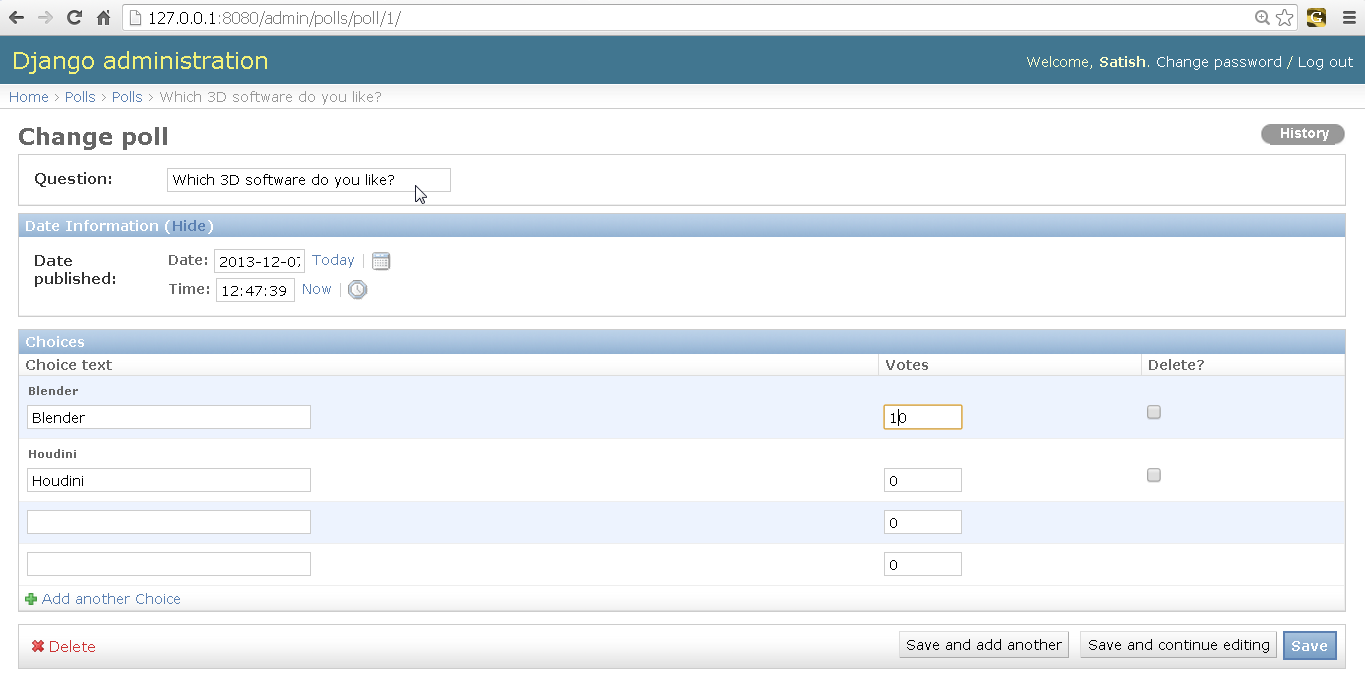 127.0.0.1:8080/admin/polls/poll/1/
Django administration
Welcome, Satish. Change password / Log out
Home › Polls › Polls › Which 3D software do you like?
Change poll
History
Question: Which 3D software do you like?
Date Information (Hide)
Date published:
Date: 2013-12-07 Today
Time: 12:47:39 Now
Choices
Choice text Votes Delete?
Blender
Blender 10
Houdini
Houdini 0
0
0
Add another Choice
Delete Save and add another Save and continue editing Save